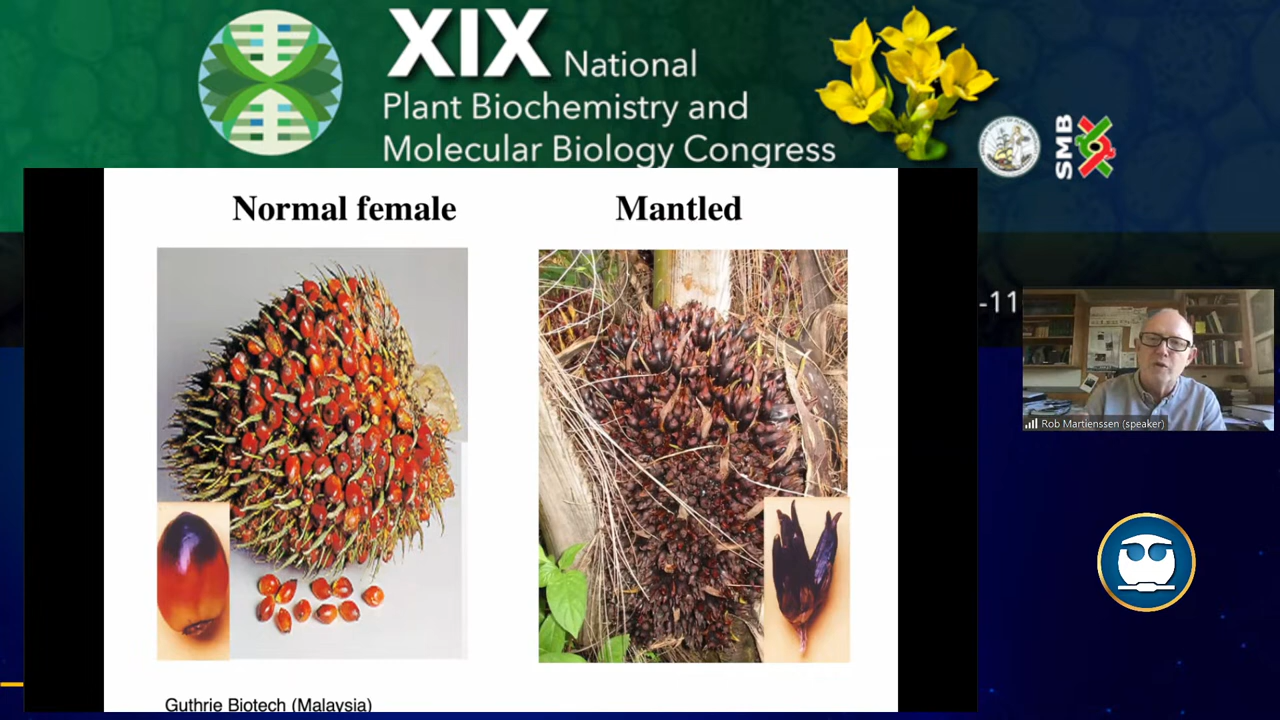 XIX National
Plant Biochemistry and
Molecular Biology Congress
SMB
Normal female
Mantled
-11
Rob Martienssen (speaker)
Guthrie Biotech (Malaysia)